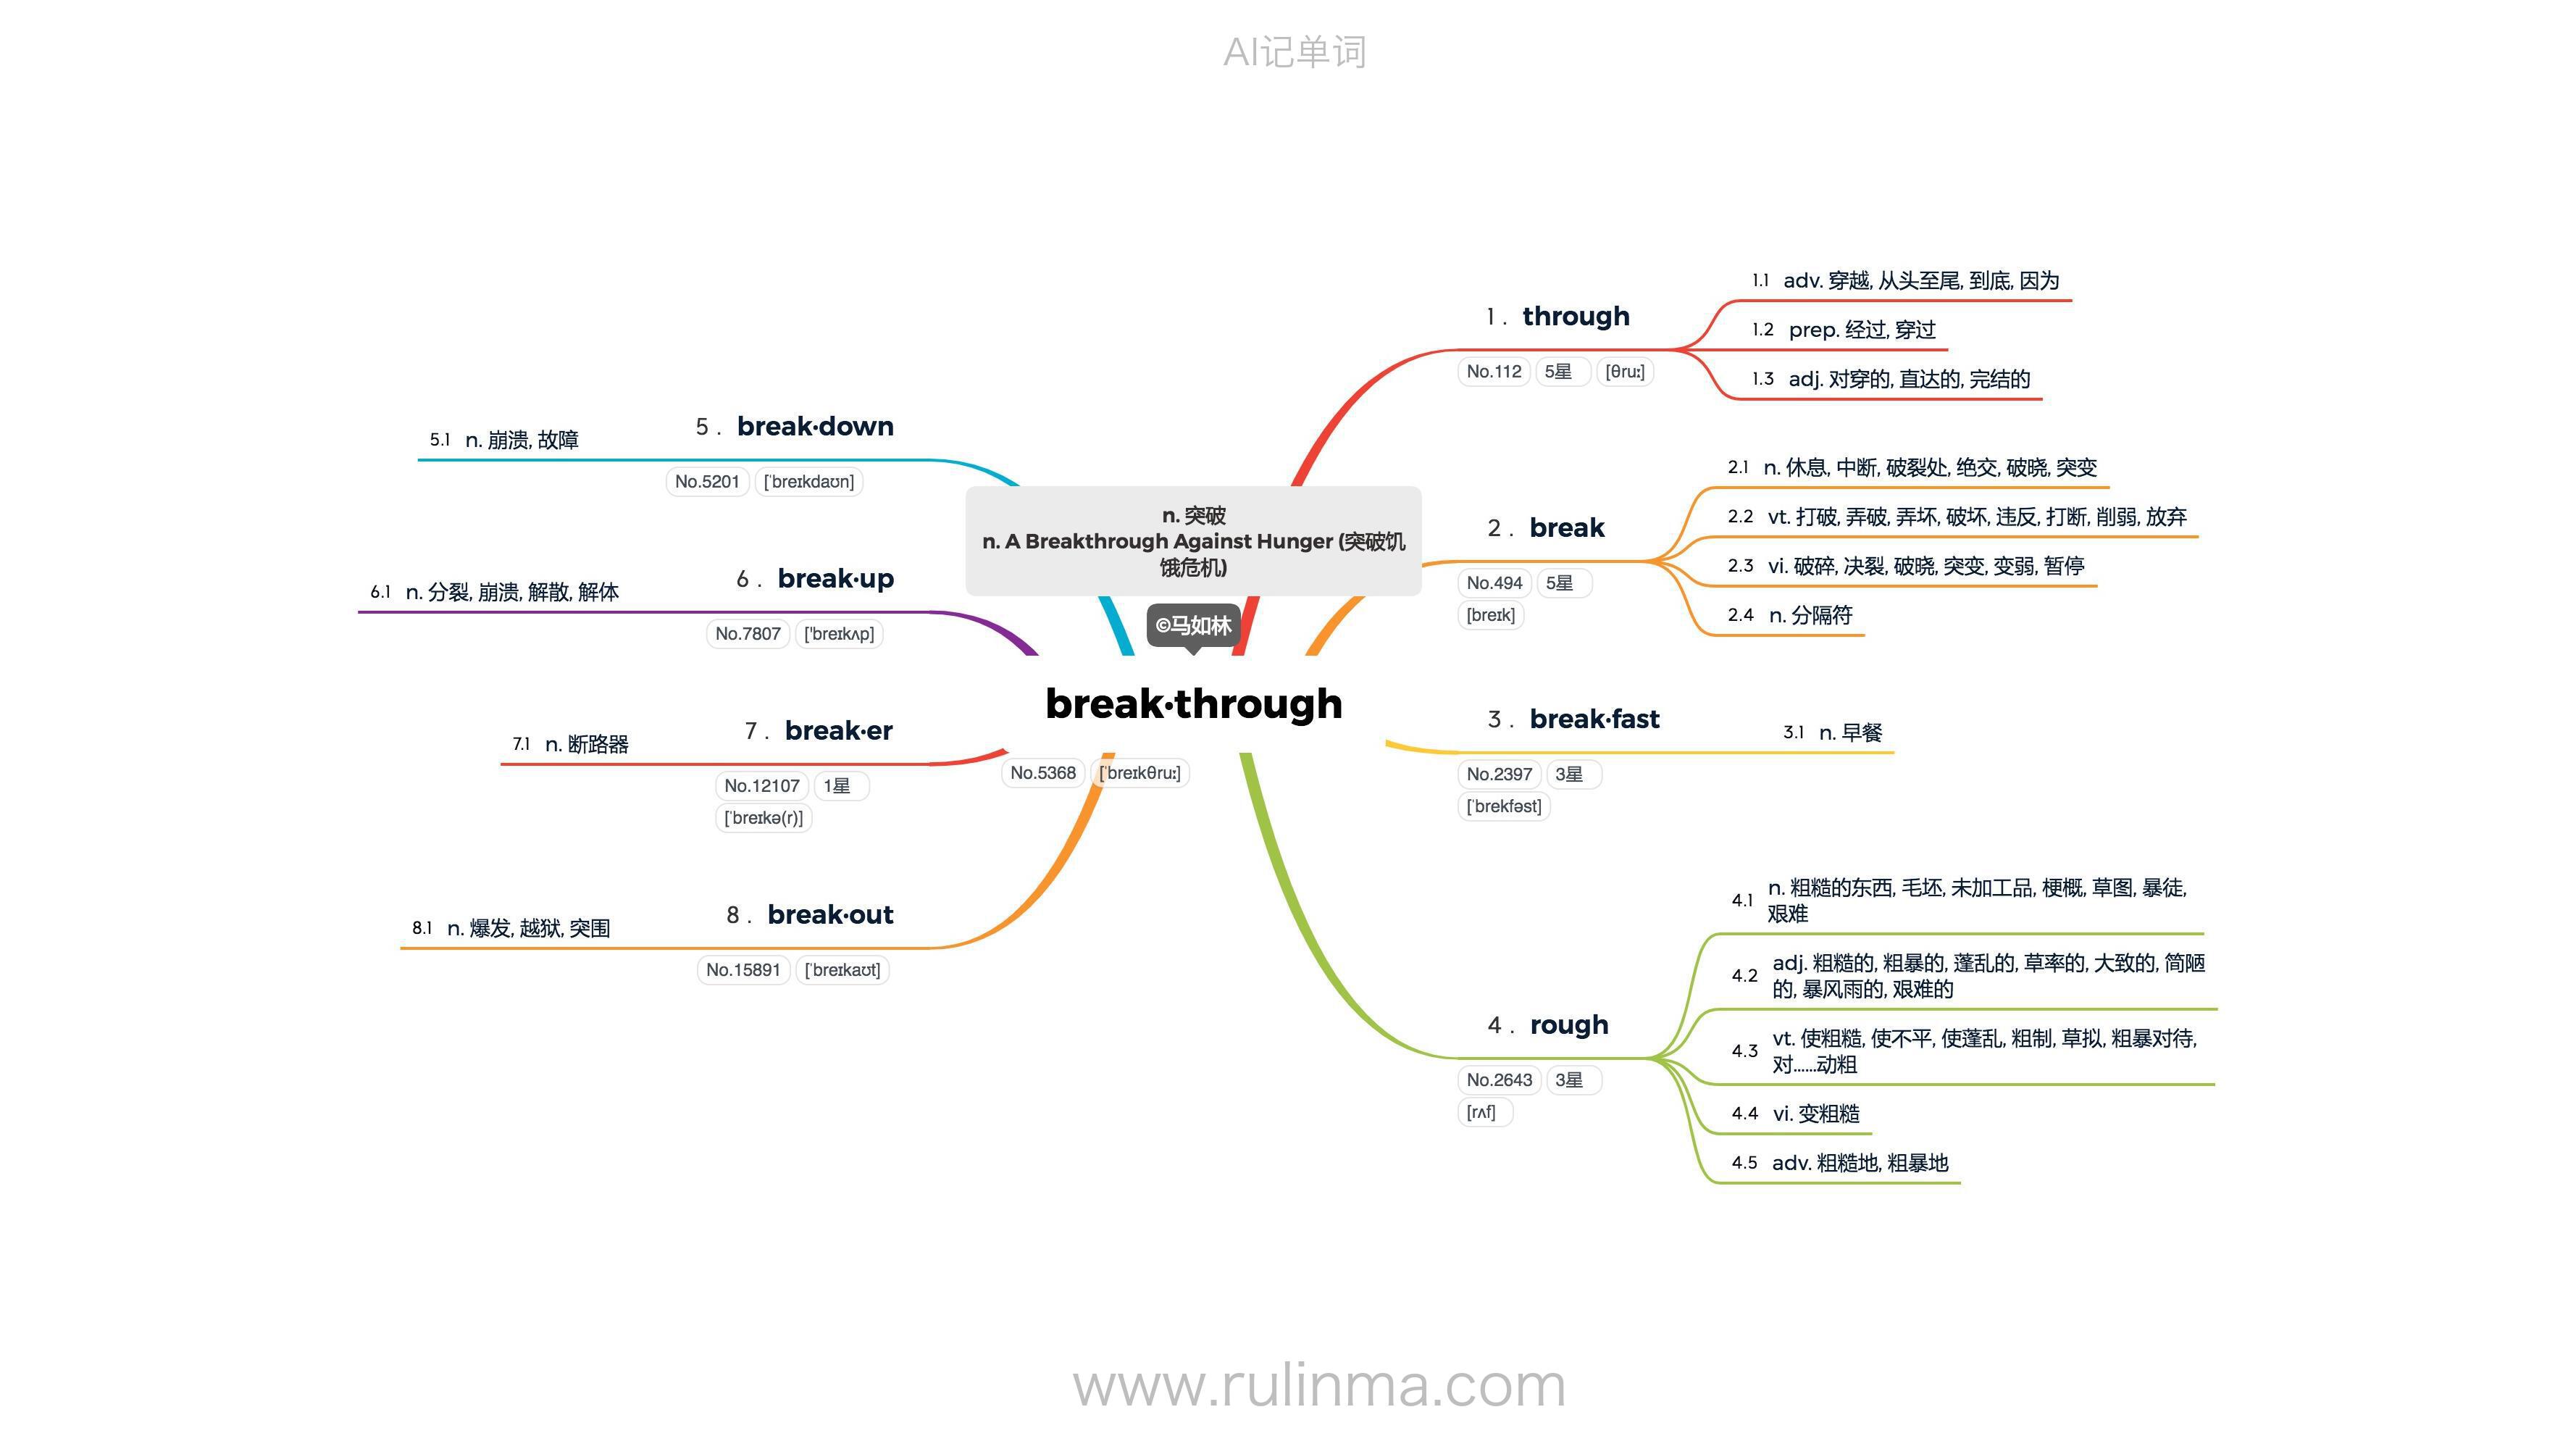 AI记单词
n. 突破
n. A Breakthrough Against Hunger (突破饥
饿危机)
©马如林
break·through
No.5368 [ˈbreɪkθruː]
1 . through
No.112 5星 [θruː]
1.1 adv. 穿越, 从头至尾, 到底, 因为
1.2 prep. 经过, 穿过
1.3 adj. 对穿的, 直达的, 完结的
2 . break
No.494 5星
[breɪk]
2.1 n. 休息, 中断, 破裂处, 绝交, 破晓, 突变
2.2 vt. 打破, 弄破, 弄坏, 破坏, 违反, 打断, 削弱, 放弃
2.3 vi. 破碎, 决裂, 破晓, 突变, 变弱, 暂停
2.4 n. 分隔符
3 . break·fast
No.2397 3星
[ˈbrekfəst]
3.1 n. 早餐
4 . rough
No.2643 3星
[rʌf]
4.1 n. 粗糙的东西, 毛坯, 未加工品, 梗概, 草图, 暴徒,
艰难
4.2 adj. 粗糙的, 粗暴的, 蓬乱的, 草率的, 大致的, 简陋
的, 暴风雨的, 艰难的
4.3 vt. 使粗糙, 使不平, 使蓬乱, 粗制, 草拟, 粗暴对待,
对……动粗
4.4 vi. 变粗糙
4.5 adv. 粗糙地, 粗暴地
5 . break·down
No.5201 [ˈbreɪkdaʊn]
5.1 n. 崩溃, 故障
6 . break·up
No.7807 ['breɪkʌp]
6.1 n. 分裂, 崩溃, 解散, 解体
7 . break·er
No.12107 1星
[ˈbreɪkə(r)]
7.1 n. 断路器
8 . break·out
No.15891 [ˈbreɪkaʊt]
8.1 n. 爆发, 越狱, 突围
www.rulinma.com